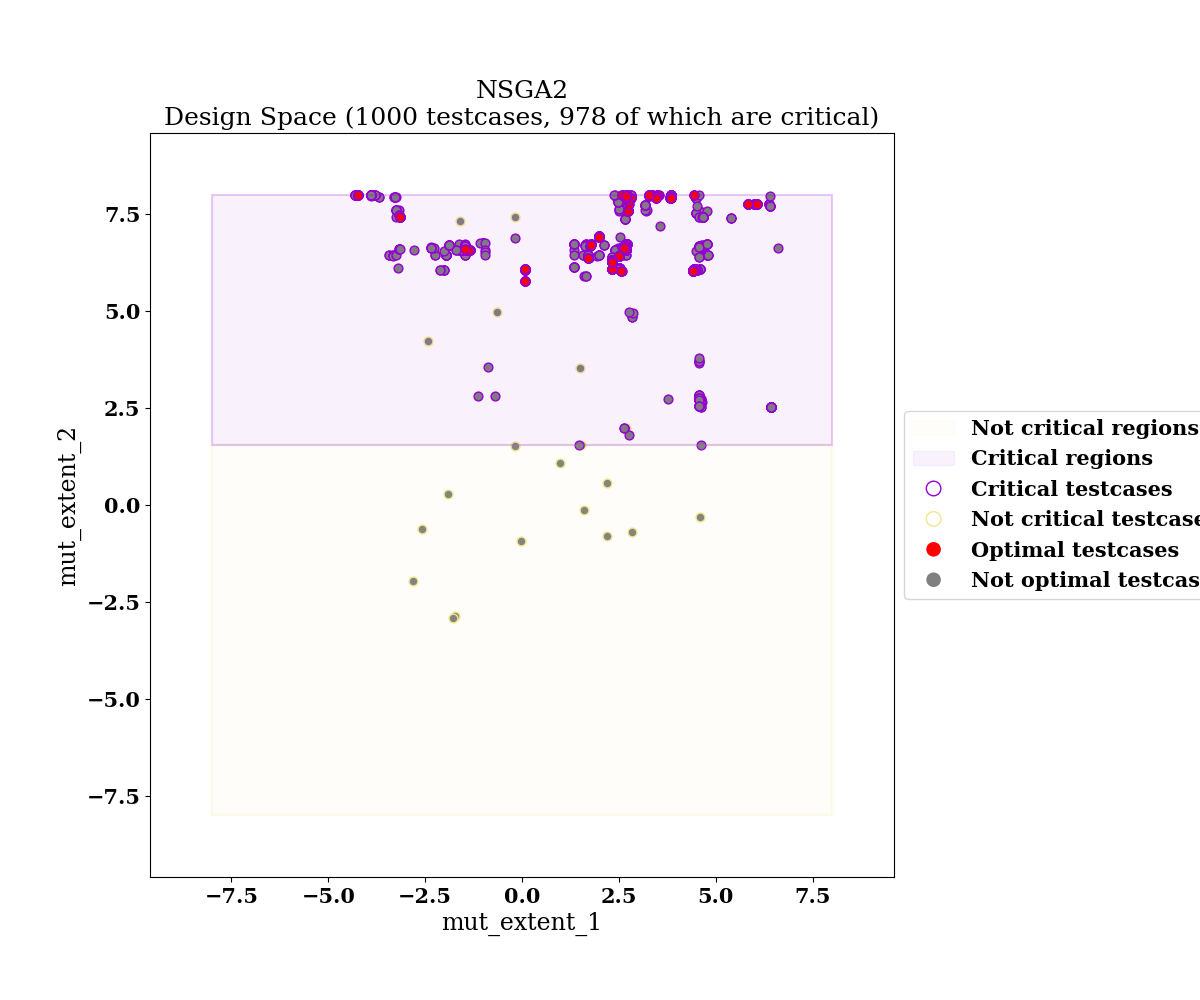 NSGA2
Design Space (1000 testcases, 978 of which are critical)
7.5
5.0
2.5
0.0
−2.5
−5.0
−7.5
mut_extent_2
−7.5 −5.0 −2.5 0.0 2.5 5.0 7.5
mut_extent_1
Not critical regions
Critical regions
Critical testcases
Not critical testcase
Optimal testcases
Not optimal testcas